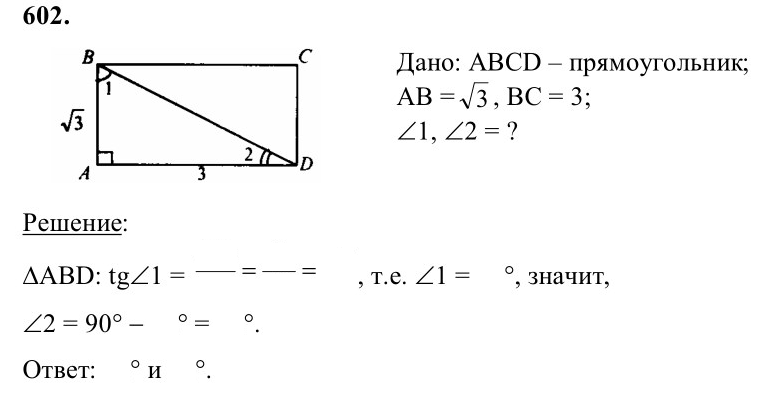 602.
B
C
1
√3
2
A
3
D
Дано: ABCD – прямоугольник;
AB = √3 , BC = 3;
∠1, ∠2 = ?
Решение:
ΔABD: tg∠1 = — = — = , т.е. ∠1 = °, значит,
∠2 = 90° – ° = °.
Ответ: ° и °.